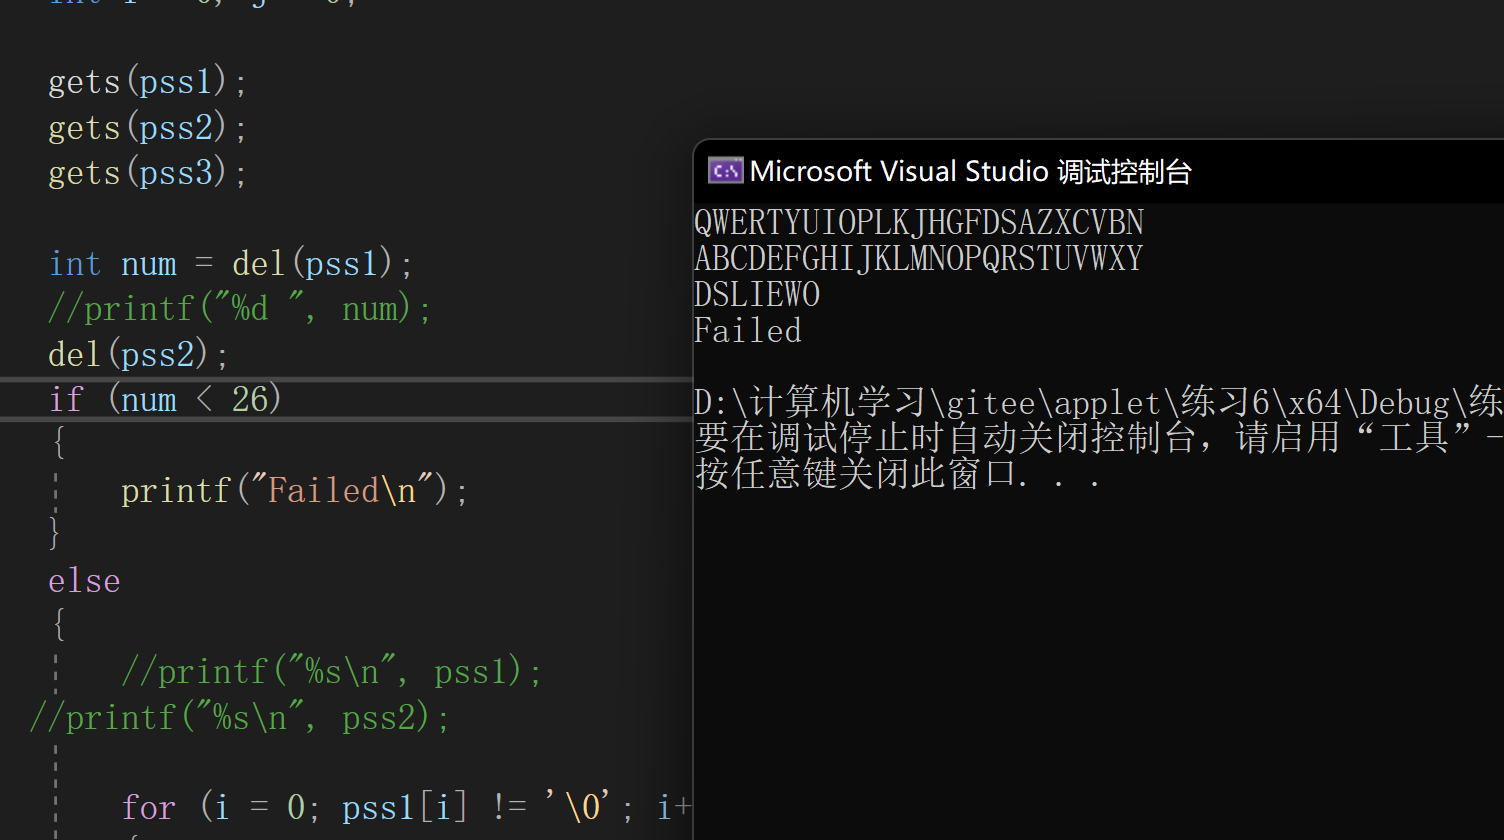 gets(pss1);
gets(pss2);
gets(pss3);
int num = del(pss1);
//printf("%d ", num);
del(pss2);
if (num < 26)
{
printf("Failed\n");
}
else
{
//printf("%s\n", pss1);
//printf("%s\n", pss2);
for (i = 0; pss1[i] != '\0'; i+
{
Microsoft Visual Studio 调试控制台
QWERTYUIOPLKJHGFDSAZXCVBN
ABCDEFGHIJKLMNOPQRSTUVWXY
DSLIEWO
Failed
D:\计算机学习\gitee\applet\练习6\x64\Debug\练
要在调试停止时自动关闭控制台，请启用“工具”-
按任意键关闭此窗口. . .